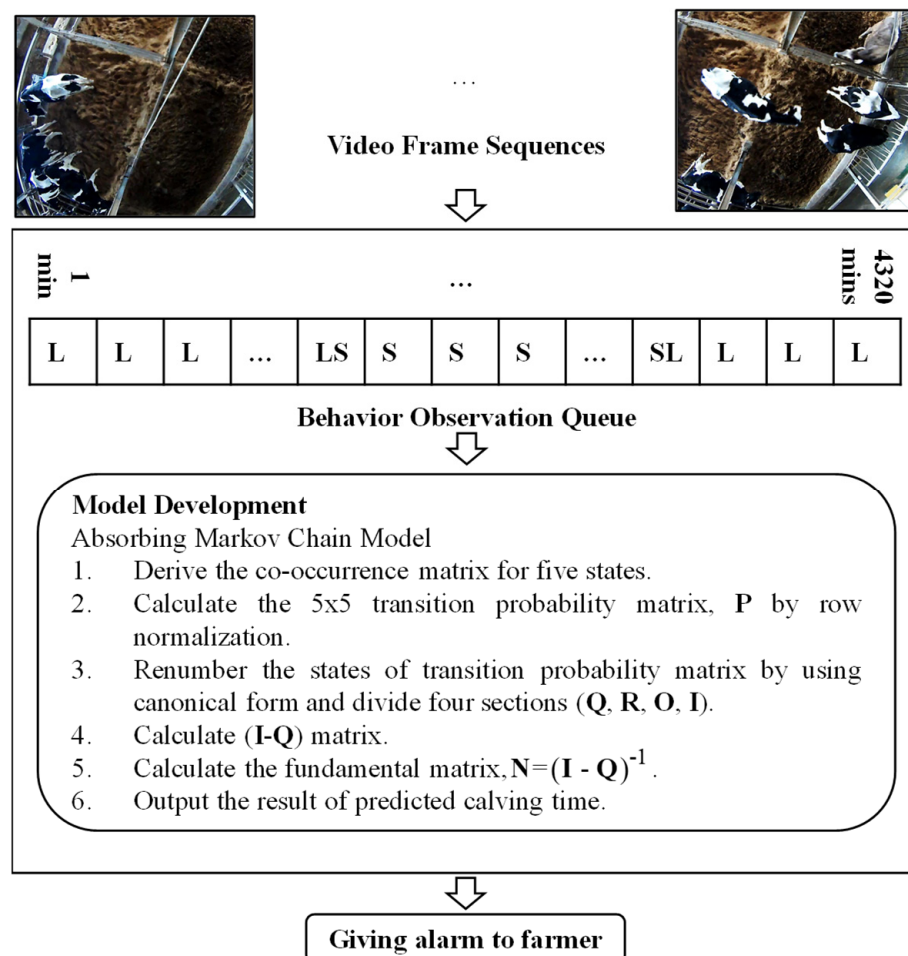 ...
Video Frame Sequences
1
min
...
4320
mins
L L L ... LS S S S ... SL L L L
Behavior Observation Queue
Model Development
Absorbing Markov Chain Model
1. Derive the co-occurrence matrix for five states.
2. Calculate the 5x5 transition probability matrix, P by row
normalization.
3. Renumber the states of transition probability matrix by using
canonical form and divide four sections (Q, R, O, I).
4. Calculate (I-Q) matrix.
5. Calculate the fundamental matrix, N=(I - Q)⁻¹ .
6. Output the result of predicted calving time.
Giving alarm to farmer